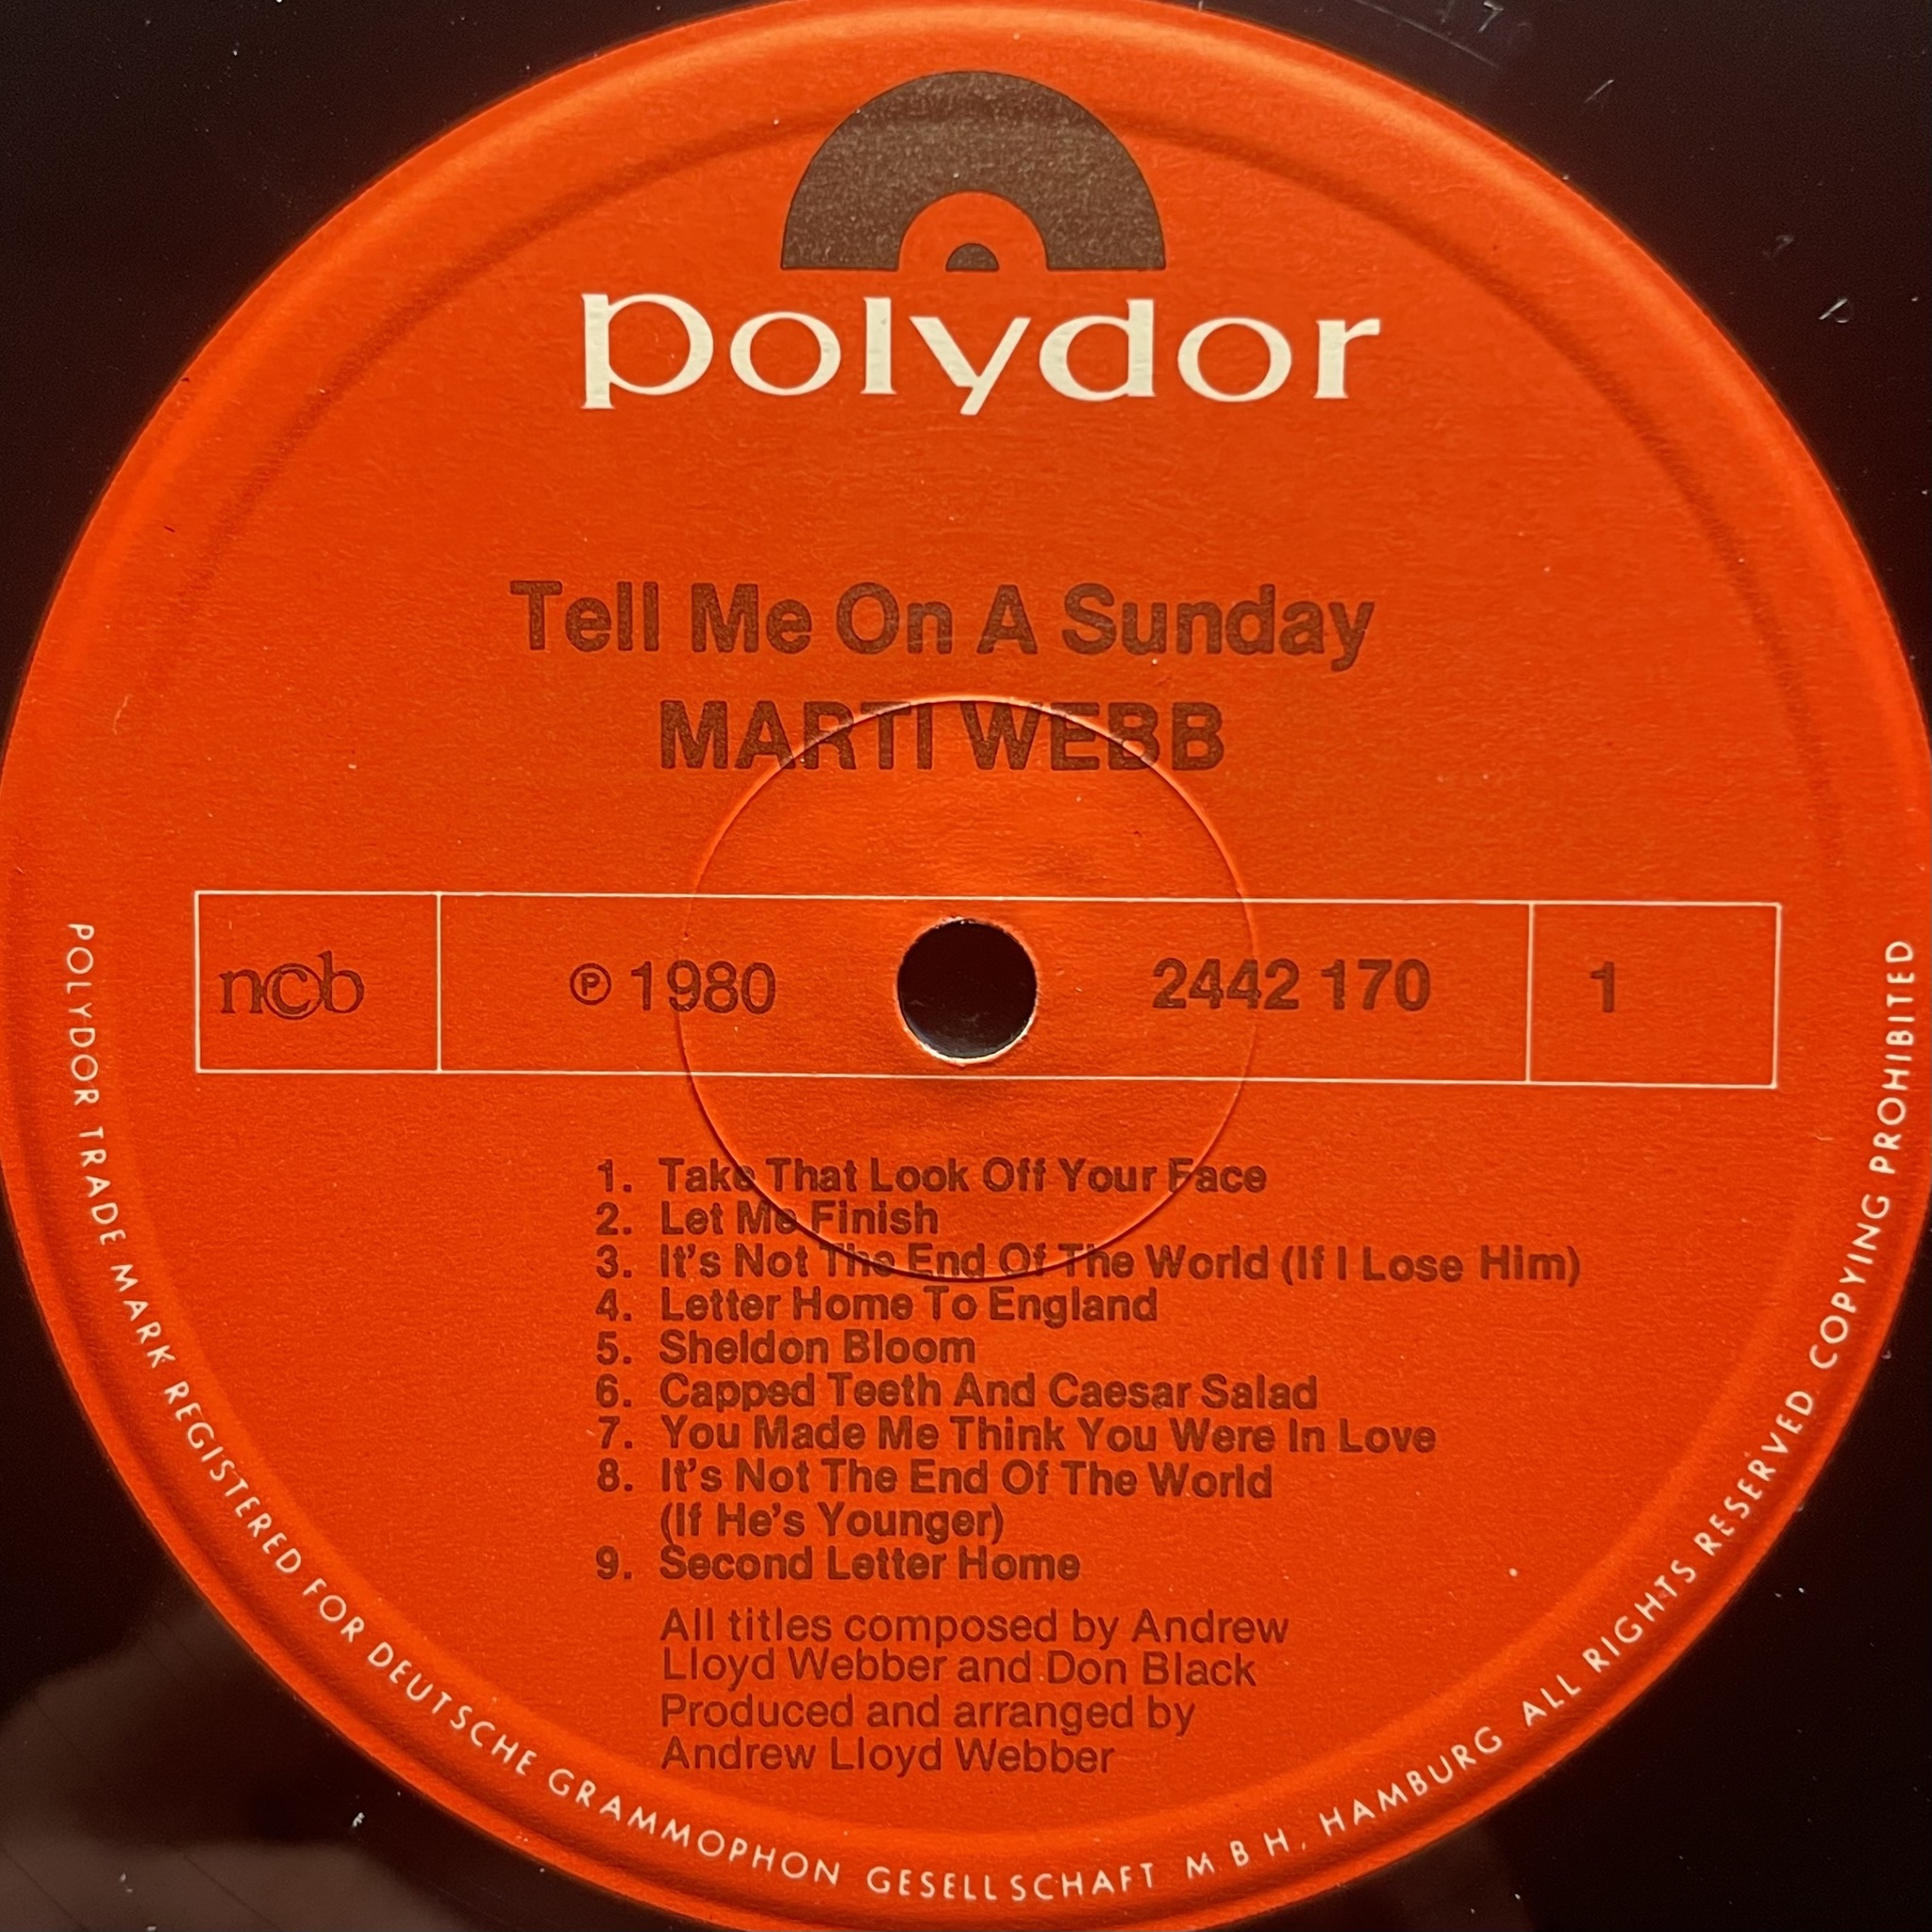 polydor
Tell Me On A Sunday
MARTI WEBB
n©b
℗ 1980
2442 170
1
1. Take That Look Off Your Face
2. Let Me Finish
3. It's Not The End Of The World (If I Lose Him)
4. Letter Home To England
5. Sheldon Bloom
6. Capped Teeth And Caesar Salad
7. You Made Me Think You Were In Love
8. It's Not The End Of The World
(If He's Younger)
9. Second Letter Home
All titles composed by Andrew
Lloyd Webber and Don Black
Produced and arranged by
Andrew Lloyd Webber
POLYDOR TRADE MARK REGISTERED FOR DEUTSCHE GRAMMOPHON GESELLSCHAFT M B H, HAMBURG ALL RIGHTS RESERVED COPYING PROHIBITED